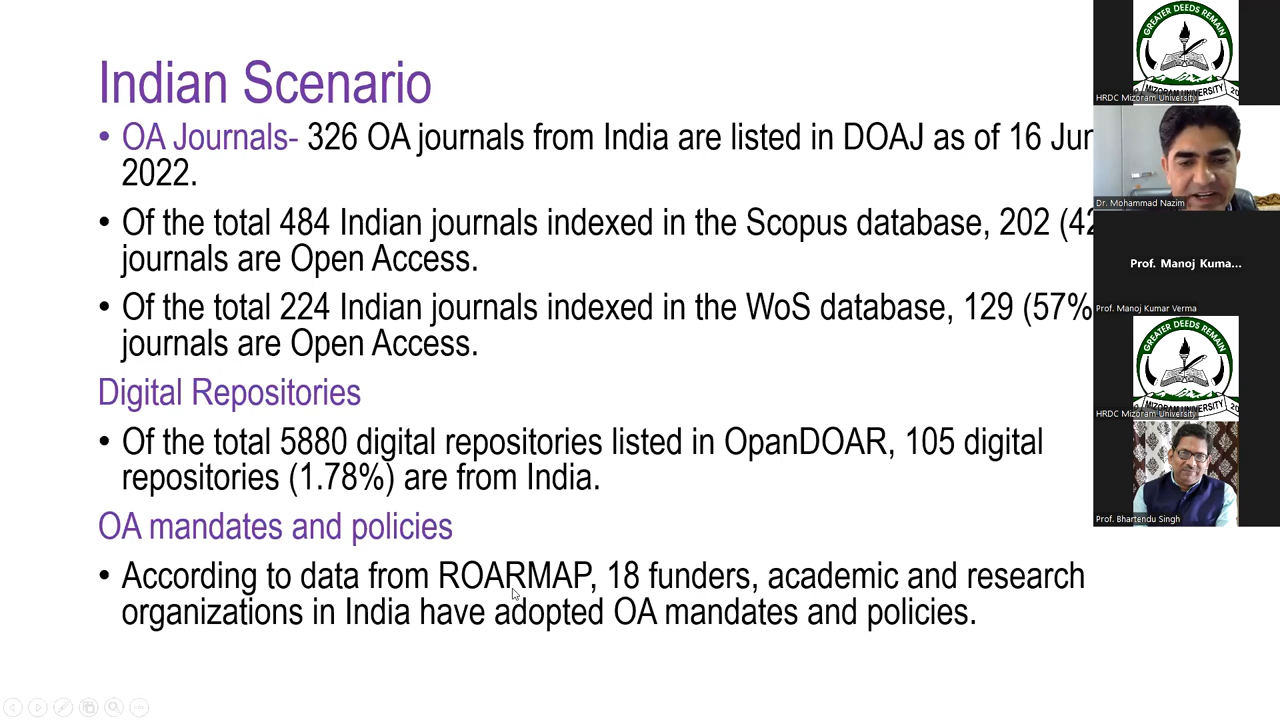 Indian Scenario
• OA Journals- 326 OA journals from India are listed in DOAJ as of 16
2022.
• Of the total 484 Indian journals indexed in the Scopus database, 202
journals are Open Access.
• Of the total 224 Indian journals indexed in the WoS database, 129 (57%
journals are Open Access.
Digital Repositories
• Of the total 5880 digital repositories listed in OpanDOAR, 105 digital
repositories (1.78%) are from India.
OA mandates and policies
• According to data from ROARMAP, 18 funders, academic and research
organizations in India have adopted OA mandates and policies.
GREATER DEEDS REMAIN
MIZORAM UNIVERSITY
HRDC Mizoram University
Dr. Mohammad Nazim
Prof. Manoj Kuma...
Prof. Manoj Kumar Verma
GREATER DEEDS REMAIN
MIZORAM UNIVERSITY
HRDC Mizoram University
Prof. Bhartendu Singh